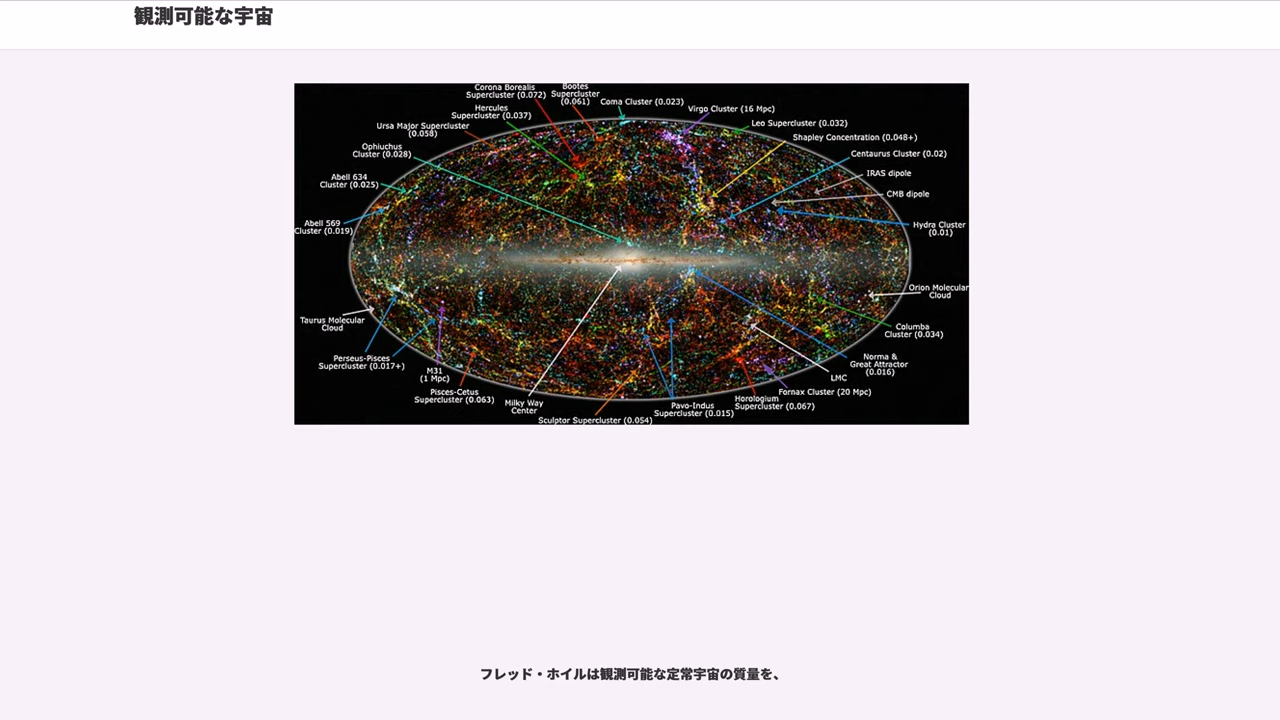 観測可能な宇宙
Corona Borealis
Supercluster (0.072)
Bootes
Supercluster
(0.061)
Coma Cluster (0.023)
Hercules
Supercluster (0.037)
Virgo Cluster (16 Mpc)
Ursa Major Supercluster
(0.058)
Leo Supercluster (0.032)
Shapley Concentration (0.048+)
Ophiuchus
Cluster (0.028)
Centaurus Cluster (0.02)
Abell 634
Cluster (0.025)
IRAS dipole
CMB dipole
Abell 569
Cluster (0.019)
Hydra Cluster
(0.01)
Orion Molecular
Cloud
Taurus Molecular
Cloud
Columba
Cluster (0.034)
Perseus-Pisces
Supercluster (0.017+)
Norma &
Great Attractor
(0.016)
M31
(1 Mpc)
LMC
Pisces-Cetus
Supercluster (0.063)
Fornax Cluster (20 Mpc)
Milky Way
Center
Horologium
Supercluster (0.067)
Pavo-Indus
Supercluster (0.015)
Sculptor Supercluster (0.054)
フレッド・ホイルは観測可能な定常宇宙の質量を、